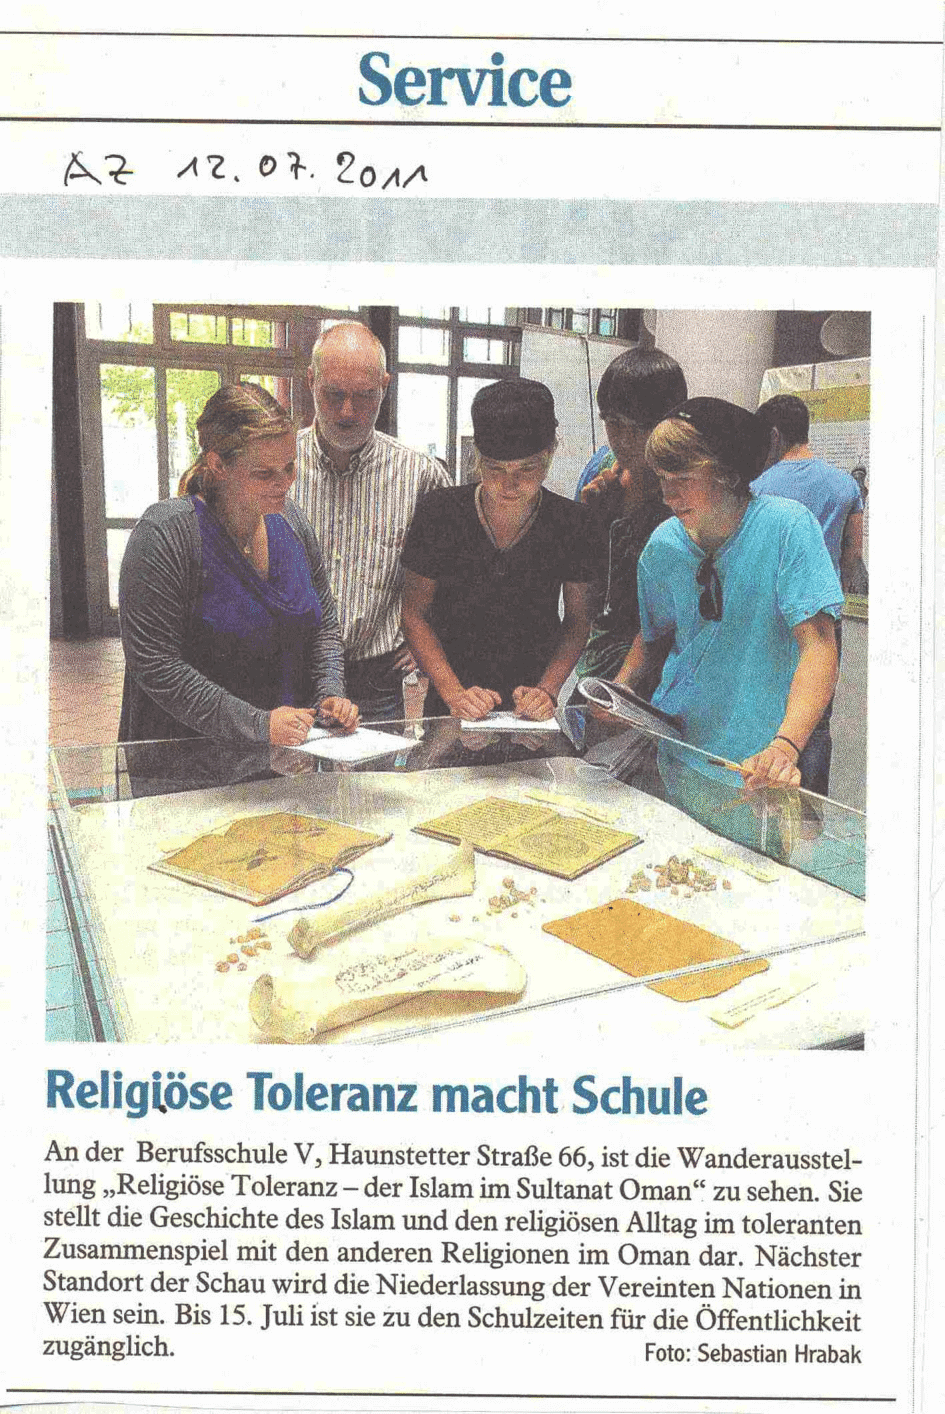 Service
AZ 12.07.2011
Religiöse Toleranz macht Schule
An der Berufsschule V, Haunstetter Straße 66, ist die Wanderausstel-
lung „Religiöse Toleranz – der Islam im Sultanat Oman“ zu sehen. Sie
stellt die Geschichte des Islam und den religiösen Alltag im toleranten
Zusammenspiel mit den anderen Religionen im Oman dar. Nächster
Standort der Schau wird die Niederlassung der Vereinten Nationen in
Wien sein. Bis 15. Juli ist sie zu den Schulzeiten für die Öffentlichkeit
zugänglich.
Foto: Sebastian Hrabak